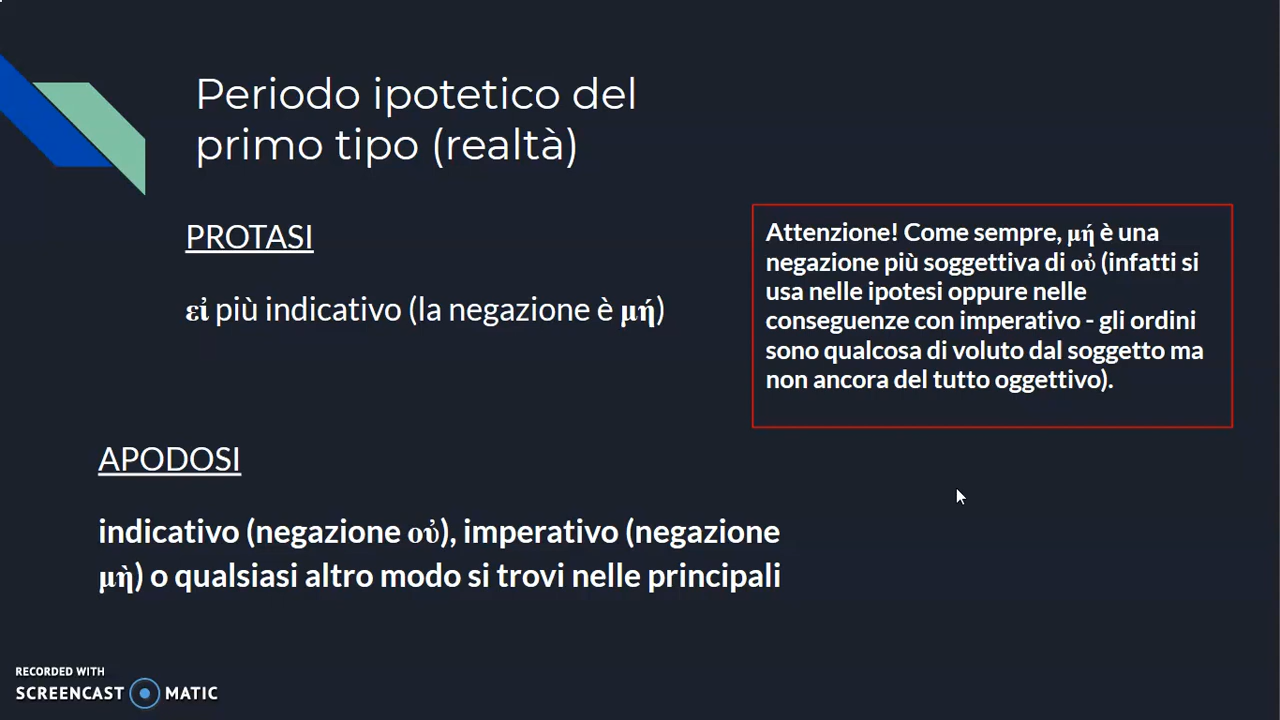 Periodo ipotetico del
primo tipo (realtà)
PROTASI
εἰ più indicativo (la negazione è μή)
Attenzione! Come sempre, μή è una
negazione più soggettiva di οὐ (infatti si
usa nelle ipotesi oppure nelle
conseguenze con imperativo - gli ordini
sono qualcosa di voluto dal soggetto ma
non ancora del tutto oggettivo).
APODOSI
indicativo (negazione οὐ), imperativo (negazione
μὴ) o qualsiasi altro modo si trovi nelle principali
RECORDED WITH
SCREENCAST MATIC